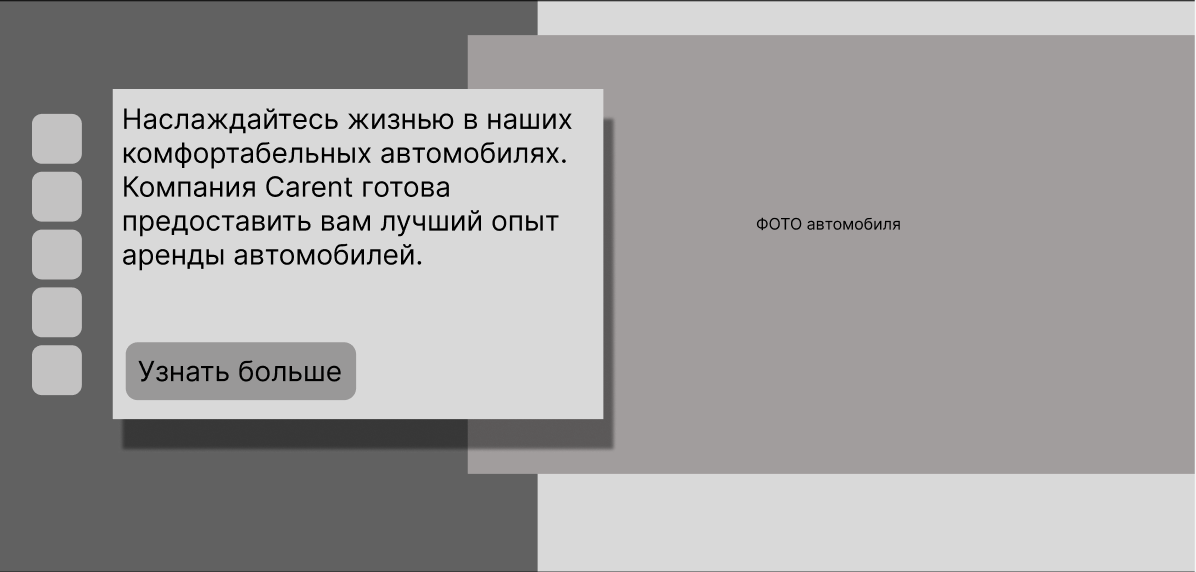 Наслаждайтесь жизнью в наших
комфортабельных автомобилях.
Компания Carent готова
предоставить вам лучший опыт
аренды автомобилей.
Узнать больше
ФОТО автомобиля